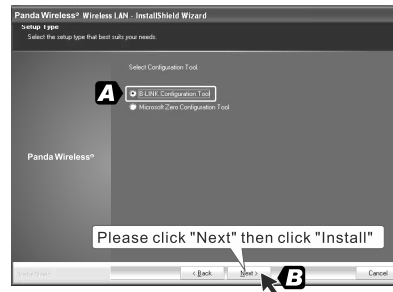 Panda Wireless® Wireless LAN - InstallShield Wizard
Setup Type
Select the setup type that best suits your needs.
Select Configuration Tool.
A
B-LINK Configuration Tool
Microsoft Zero Configuration Tool
Panda Wireless®
Please click "Next" then click "Install"
InstallShield
< Back
Next >
B
Cancel